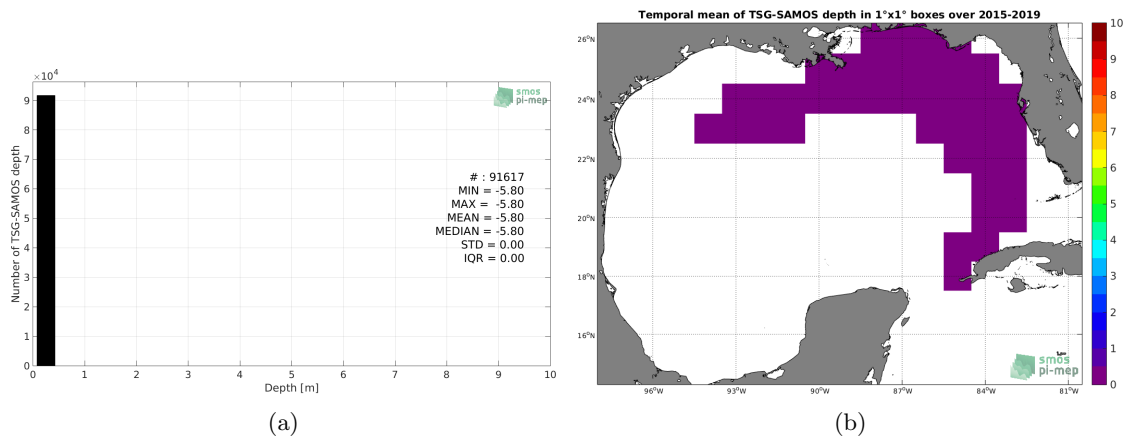 Temporal mean of TSG-SAMOS depth in 1°x1° boxes over 2015-2019
×10⁴
9
8
7
6
5
4
3
2
1
0
Number of TSG-SAMOS depth
smos
pi-mep
# : 91617
MIN = -5.80
MAX = -5.80
MEAN = -5.80
MEDIAN = -5.80
STD = 0.00
IQR = 0.00
0 1 2 3 4 5 6 7 8 9 10
Depth [m]
(a)
26°N
24°N
22°N
20°N
18°N
16°N
96°W 93°W 90°W 87°W 84°W 81°W
smos
pi-mep
10
9
8
7
6
5
4
3
2
1
0
(b)